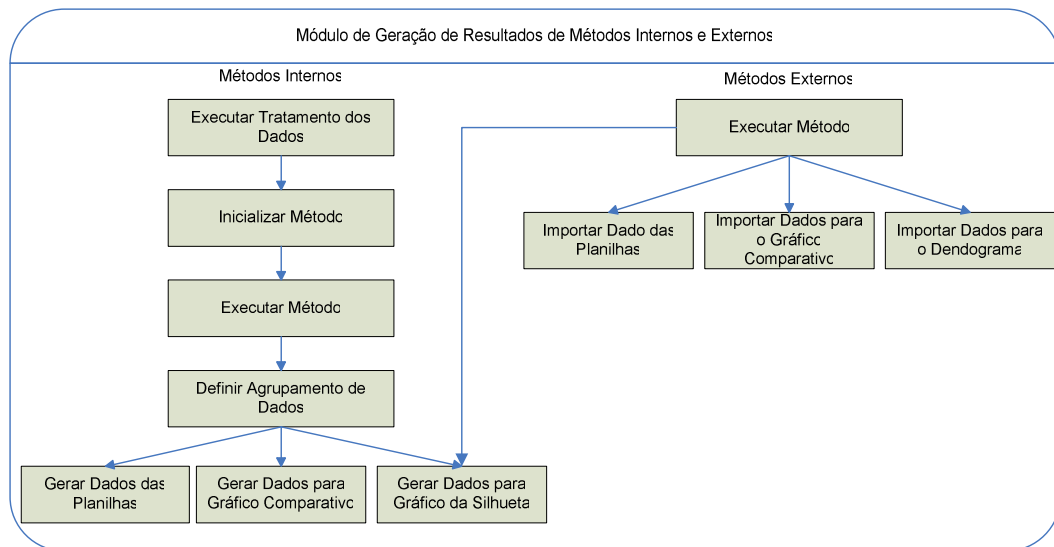 Módulo de Geração de Resultados de Métodos Internos e Externos
Métodos Internos
Executar Tratamento dos
Dados
Inicializar Método
Executar Método
Definir Agrupamento de
Dados
Gerar Dados das
Planilhas
Gerar Dados para
Gráfico Comparativo
Gerar Dados para
Gráfico da Silhueta
Métodos Externos
Executar Método
Importar Dado das
Planilhas
Importar Dados para
o Gráfico
Comparativo
Importar Dados para
o Dendograma